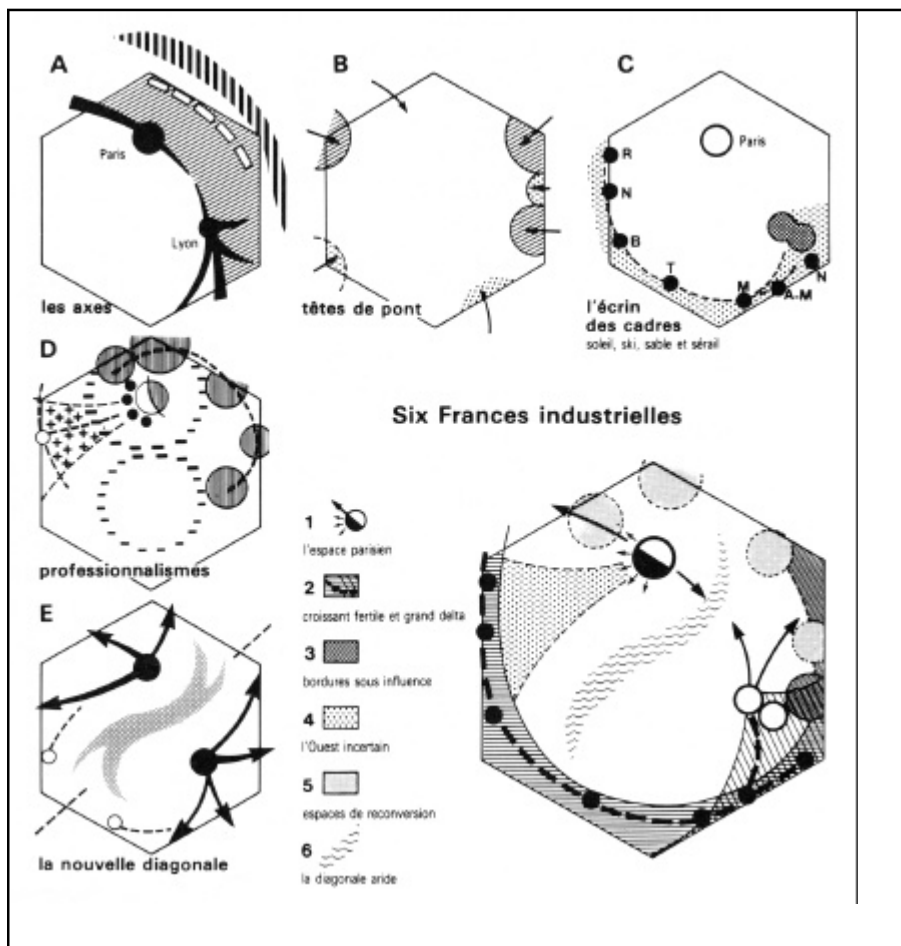 A
Paris
Lyon
les axes
B
têtes de pont
C
Paris
R
N
B
T
M
A-M
N
l'écrin
des cadres
soleil, ski, sable et sérail
D
professionnalismes
E
la nouvelle diagonale
Six Frances industrielles
1
l'espace parisien
2
croissant fertile et grand delta
3
bordures sous influence
4
l'Ouest incertain
5
espaces de reconversion
6
la diagonale aride